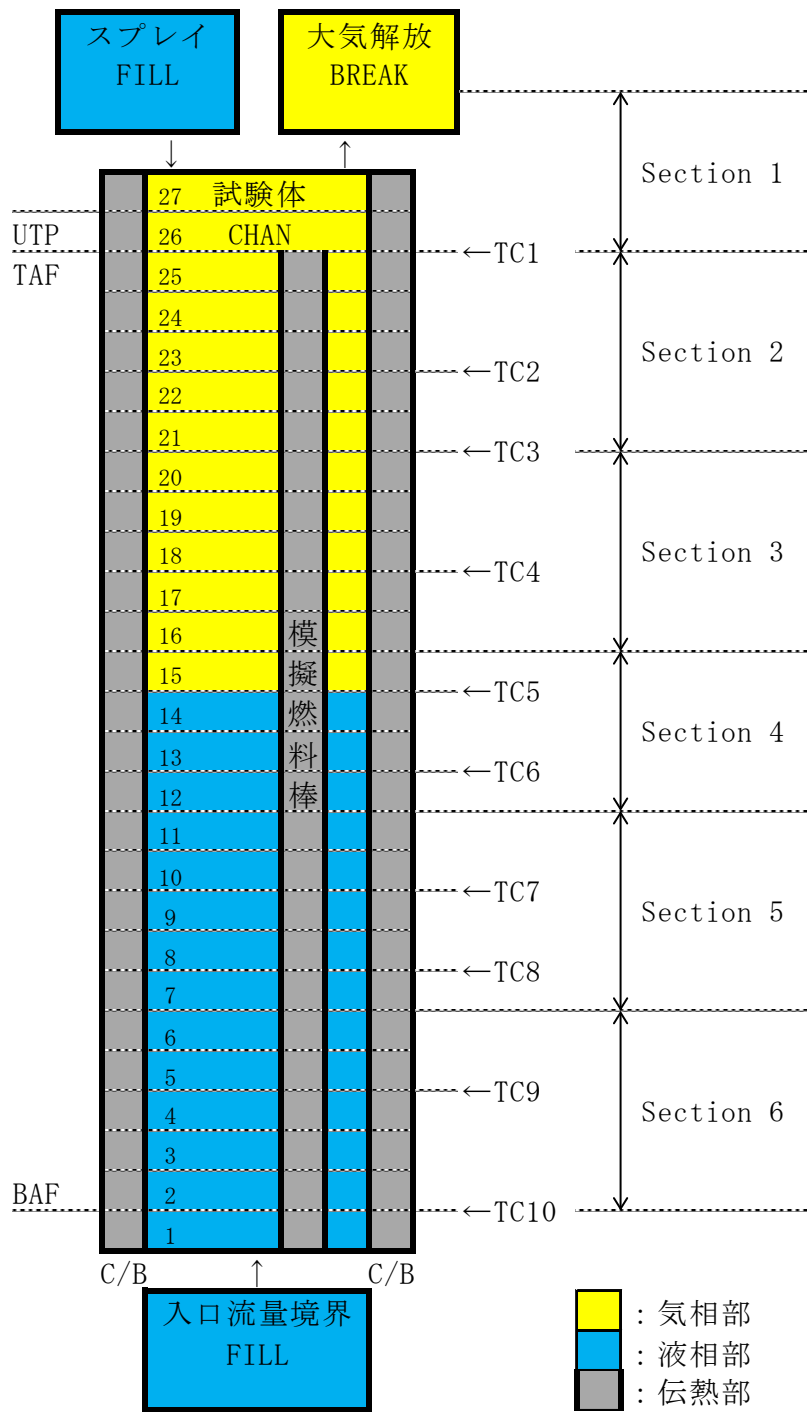 スプレイ
FILL
大気解放
BREAK
↓
↑
Section 1
27 試験体
UTP
26 CHAN
←TC1
TAF
25
24
Section 2
23
←TC2
22
21
←TC3
20
19
Section 3
18
←TC4
17
16
模擬燃料棒
15
←TC5
14
Section 4
13
←TC6
12
11
10
←TC7
9
Section 5
8
←TC8
7
6
5
←TC9
4
Section 6
3
BAF
2
←TC10
1
C/B
↑
C/B
入口流量境界
FILL
:気相部
:液相部
:伝熱部